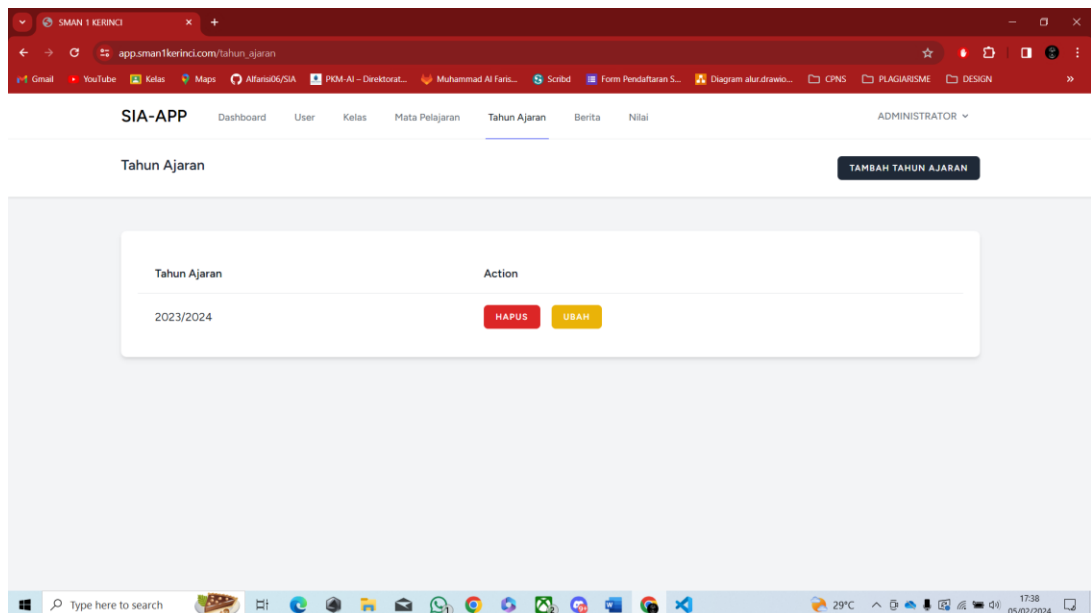 SMAN 1 KERINCI
app.sman1kerinci.com/tahun_ajaran
Gmail YouTube Kelas Maps Alfarisi06/SIA PKM-AI – Direktorat... Muhammad Al Faris... Scribd Form Pendaftaran S... Diagram alur.drawio... CPNS PLAGIARISME DESIGN »
SIA-APP Dashboard User Kelas Mata Pelajaran Tahun Ajaran Berita Nilai ADMINISTRATOR
Tahun Ajaran TAMBAH TAHUN AJARAN
Tahun Ajaran Action
2023/2024 HAPUS UBAH
Type here to search 29°C 17:38
05/02/2024